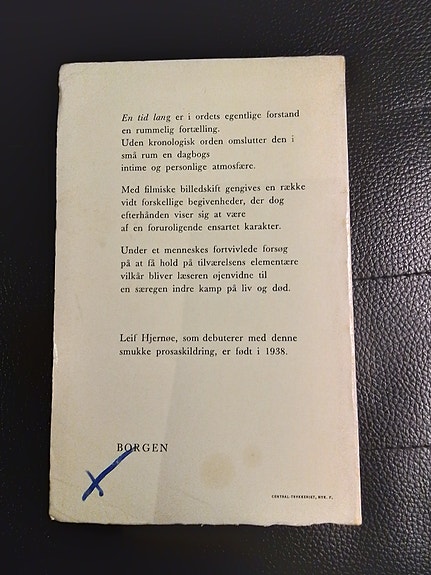 En tid lang er i ordets egentlige forstand
en rummelig fortælling.
Uden kronologisk orden omslutter den i
små rum en dagbogs
intime og personlige atmosfære.
Med filmiske billedskift gengives en række
vidt forskellige begivenheder, der dog
efterhånden viser sig at være
af en foruroligende ensartet karakter.
Under et menneskes fortvivlede forsøg
på at få hold på tilværelsens elementære
vilkår bliver læseren øjenvidne til
en særegen indre kamp på liv og død.
Leif Hjernøe, som debuterer med denne
smukke prosaskildring, er født i 1938.
BORGEN
CENTRAL-TRYKKERIET, NYK. F.